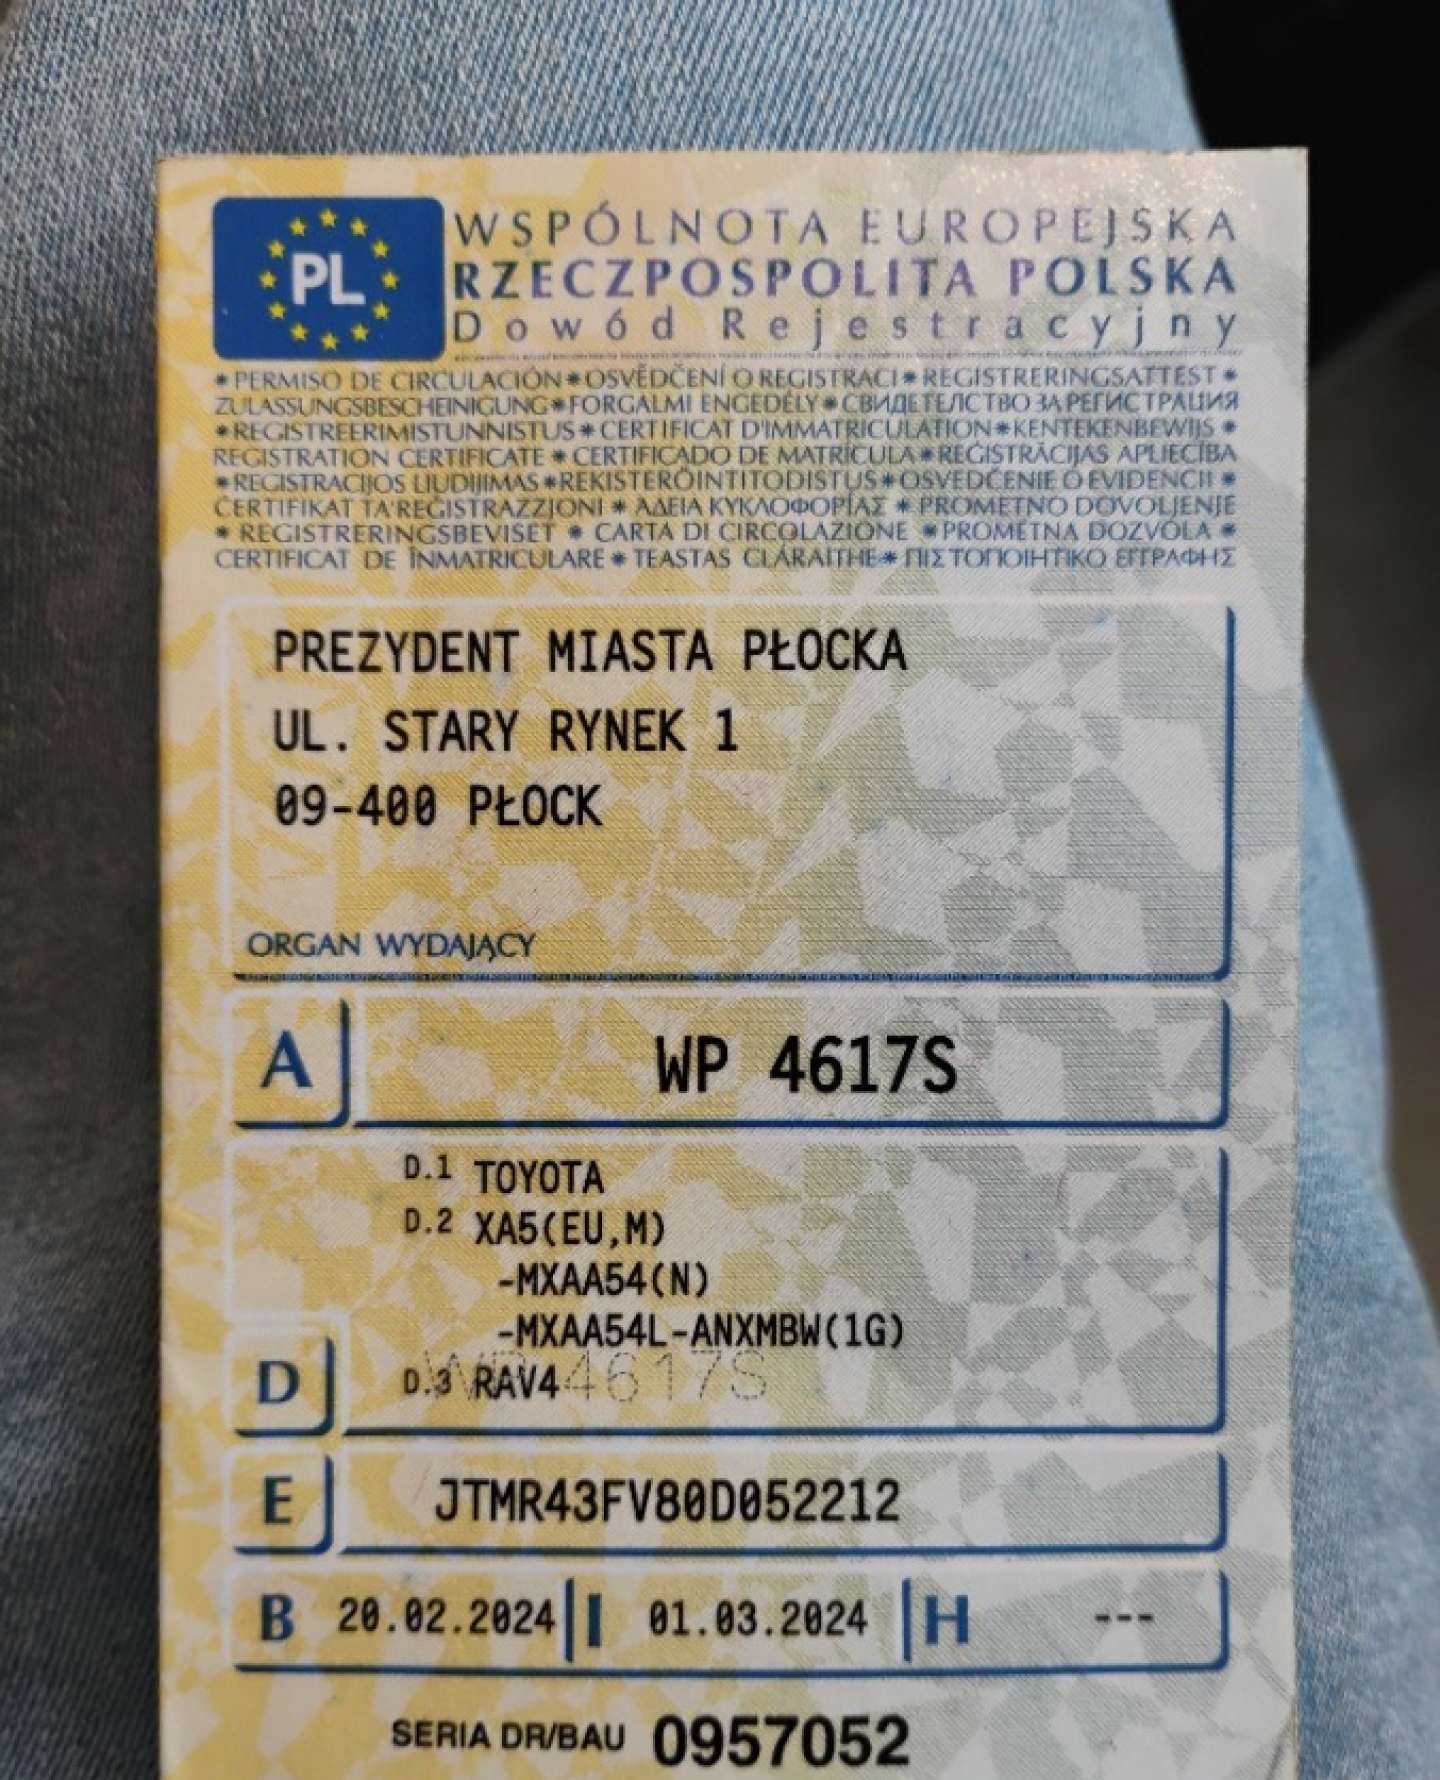 PL
WSPÓLNOTA EUROPEJSKA
RZECZPOSPOLITA POLSKA
Dowód Rejestracyjny
* PERMISO DE CIRCULACIÓN * OSVĚDČENÍ O REGISTRACI * REGISTRERINGSATTEST *
ZULASSUNGSBESCHEINIGUNG * FORGALMI ENGEDÉLY * СВИДЕТЕЛСТВО ЗА РЕГИСТРАЦИЯ
* REGISTREERIMISTUNNISTUS * CERTIFICAT D'IMMATRICULATION * KENTEKENBEWIJS *
REGISTRATION CERTIFICATE * CERTIFICADO DE MATRÍCULA * REĢISTRĀCIJAS APLIECĪBA
* REGISTRACIJOS LIUDIJIMAS * REKISTERÖINTITODISTUS * OSVEDČENIE O EVIDENCII *
ĊERTIFIKAT TA'REĠISTRAZZJONI * ΑΔΕΙΑ ΚΥΚΛΟΦΟΡΙΑΣ * PROMETNO DOVOLJENJE
* REGISTRERINGSBEVISET * CARTA DI CIRCOLAZIONE * PROMETNA DOZVOLA *
CERTIFICAT DE ÎNMATRICULARE * TEASTAS CLÁRAITHE * ΠΙΣΤΟΠΟΙΗΤΙΚΟ ΕΓΓΡΑΦΗΣ
PREZYDENT MIASTA PŁOCKA
UL. STARY RYNEK 1
09-400 PŁOCK
ORGAN WYDAJĄCY
A WP 4617S
D.1 TOYOTA
D.2 XA5(EU,M)
-MXAA54(N)
-MXAA54L-ANXMBW(1G)
D D.3 RAV4
WP 4617S
E JTMR43FV80D052212
B 20.02.2024 I 01.03.2024 H ---
SERIA DR/BAU 0957052